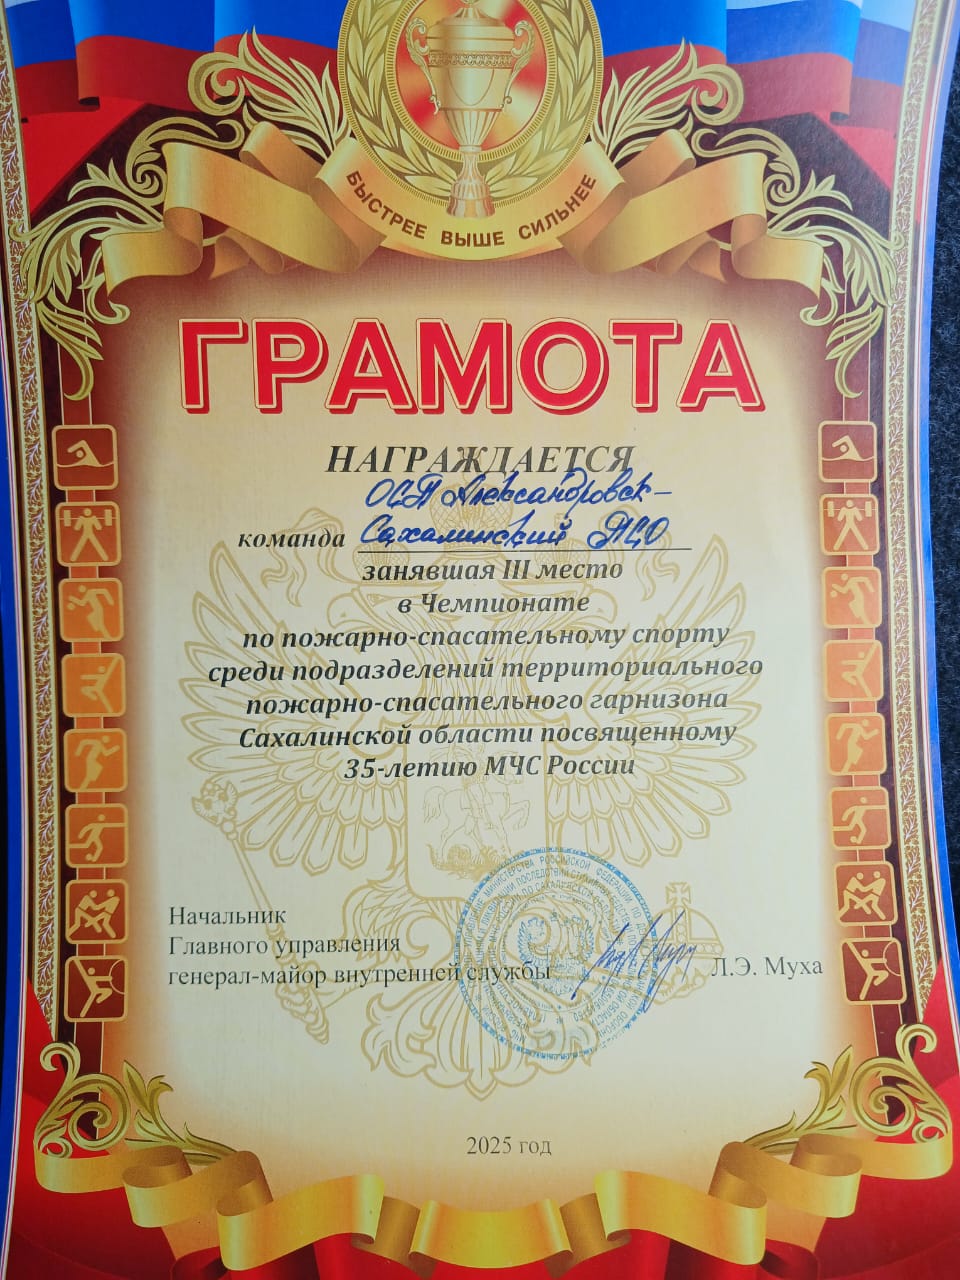 БЫСТРЕЕ ВЫШЕ СИЛЬНЕЕ
ГРАМОТА
НАГРАЖДАЕТСЯ
Александровск-
команда Сахалинский ПСО
занявшая III место
в Чемпионате
по пожарно-спасательному спорту
среди подразделений территориального
пожарно-спасательного гарнизона
Сахалинской области посвященному
35-летию МЧС России
Начальник
Главного управления
генерал-майор внутренней службы
Л.Э. Муха
2025 год